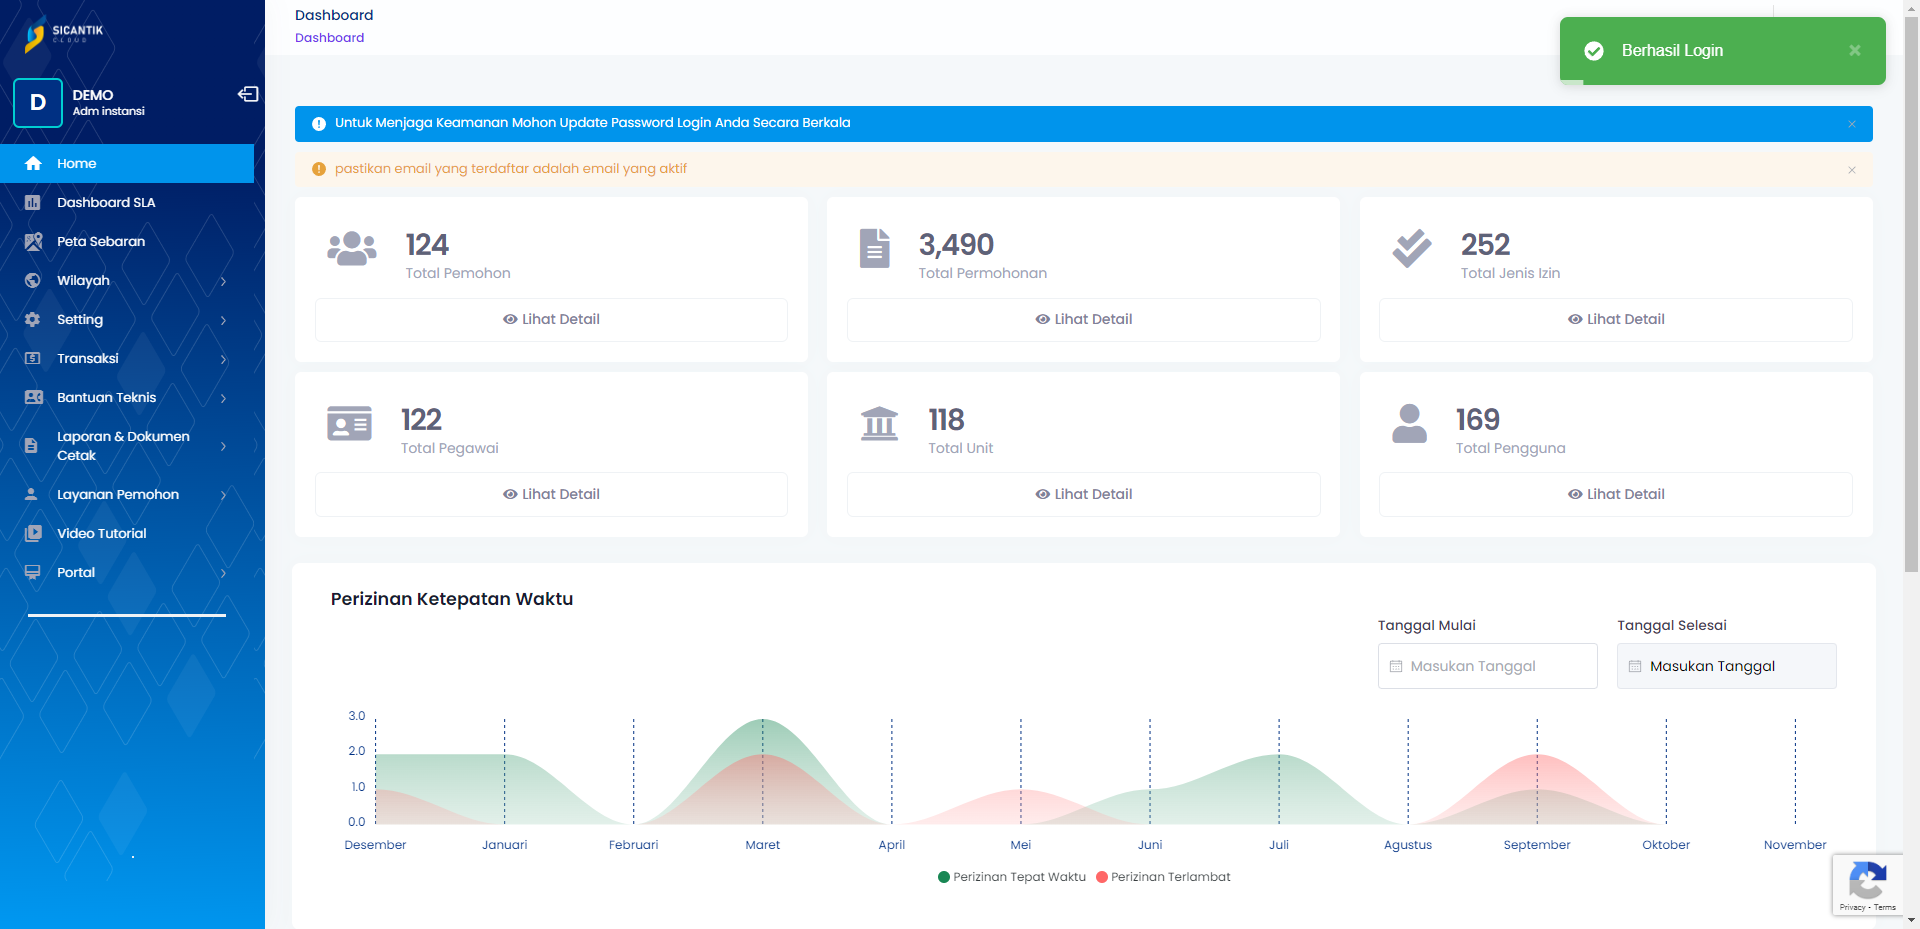 SICANTIK
CLOUD
D
DEMO
Adm instansi
Home
Dashboard SLA
Peta Sebaran
Wilayah
Setting
Transaksi
Bantuan Teknis
Laporan & Dokumen
Cetak
Layanan Pemohon
Video Tutorial
Portal
Dashboard
Dashboard
Berhasil Login
Untuk Menjaga Keamanan Mohon Update Password Login Anda Secara Berkala
pastikan email yang terdaftar adalah email yang aktif
124
Total Pemohon
Lihat Detail
3,490
Total Permohonan
Lihat Detail
252
Total Jenis Izin
Lihat Detail
122
Total Pegawai
Lihat Detail
118
Total Unit
Lihat Detail
169
Total Pengguna
Lihat Detail
Perizinan Ketepatan Waktu
Tanggal Mulai
Masukan Tanggal
Tanggal Selesai
Masukan Tanggal
3.0
2.0
1.0
0.0
Desember Januari Februari Maret April Mei Juni Juli Agustus September Oktober November
Perizinan Tepat Waktu Perizinan Terlambat
Privacy - Terms